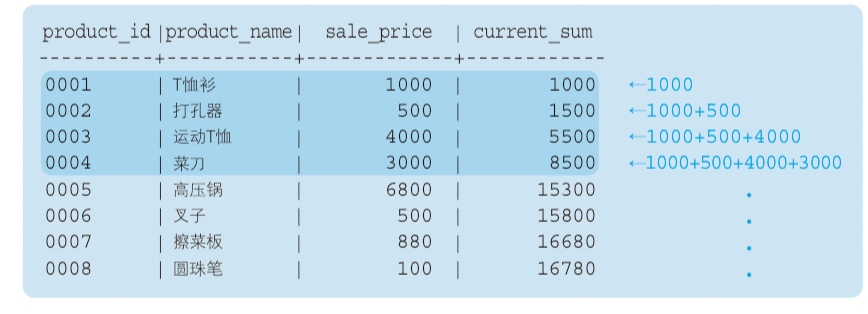 product_id |product_name|  sale_price  | current_sum
----------+------------+-------------+------------
0001      | T恤衫      |        1000 |        1000  ←1000
0002      | 打孔器     |         500 |        1500  ←1000+500
0003      | 运动T恤    |        4000 |        5500  ←1000+500+4000
0004      | 菜刀       |        3000 |        8500  ←1000+500+4000+3000
0005      | 高压锅     |        6800 |       15300  .
0006      | 叉子       |         500 |       15800  .
0007      | 擦菜板     |         880 |       16680  .
0008      | 圆珠笔     |         100 |       16780  .